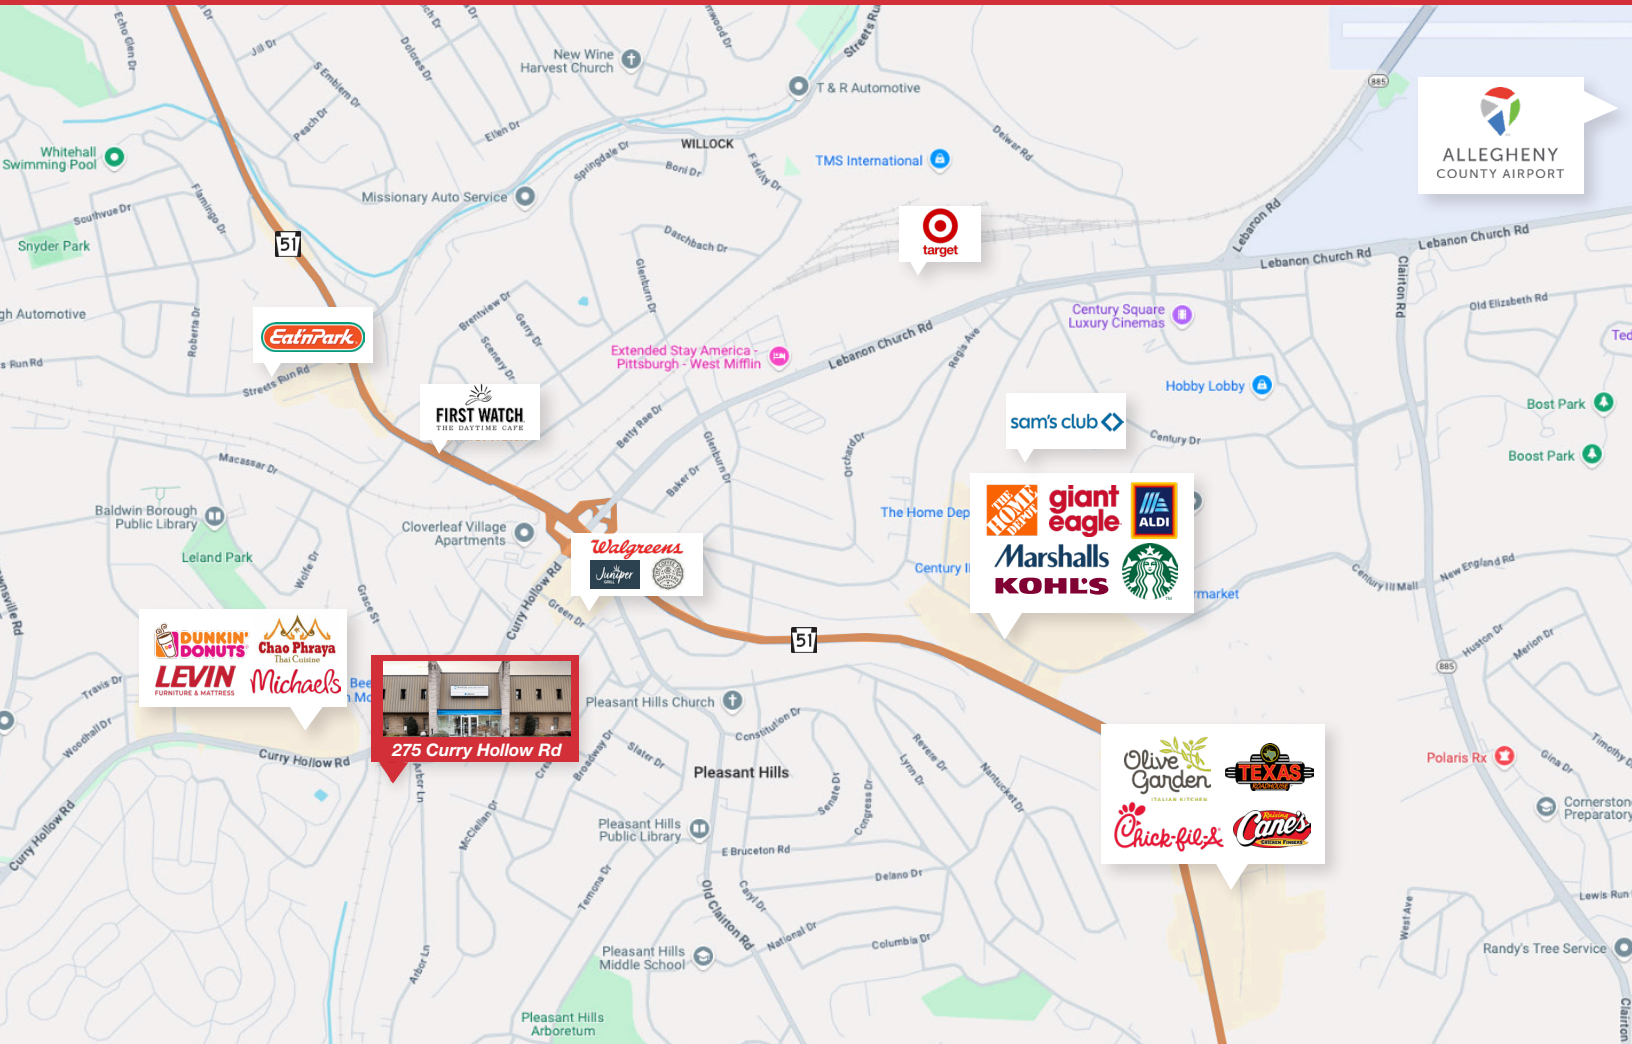 Echo Glen Dr
Jill Dr
S Emblem Dr
Peach Dr
Dolores Dr
Ellen Dr
New Wine
Harvest Church
T & R Automotive
Streets Ru
885
ALLEGHENY
COUNTY AIRPORT
Whitehall
Swimming Pool
Flamingo Dr
Southvue Dr
Snyder Park
Missionary Auto Service
Springdale Dr
WILLOCK
Boni Dr
Fidelity Dr
TMS International
Delwar Rd
Lebanon Rd
Lebanon Church Rd
Lebanon Church Rd
Clairton Rd
51
target
Daschbach Dr
Glenburn Dr
gh Automotive
Roberta Dr
Eat'nPark
s Run Rd
Streets Run Rd
Brentview Dr
Gerry Dr
Scenery Dr
Extended Stay America -
Pittsburgh - West Mifflin
Lebanon Church Rd
Regis Ave
Century Square
Luxury Cinemas
Old Elizabeth Rd
Ted
Hobby Lobby
Bost Park
Boost Park
FIRST WATCH
THE DAYTIME CAFE
sam's club
Century Dr
Betty Rae Dr
Glenburn Dr
Baker Dr
Orchard Dr
Macassar Dr
Baldwin Borough
Public Library
Leland Park
Wolfe Dr
Cloverleaf Village
Apartments
Curry Hollow Rd
Green Dr
Walgreens
Juniper
GRILL
The Home Dep
Century II
rmarket
THE
HOME
DEPOT
giant
eagle
ALDI
Marshalls
KOHL'S
Century III Mall
New England Rd
Huston Dr
Merion Dr
885
wnsville Rd
Grace St
DUNKIN'
DONUTS
Chao Phraya
Thai Cuisine
LEVIN
FURNITURE & MATTRESS
Michaels
Bee
n Mo
275 Curry Hollow Rd
51
Travis Dr
Woodhall Dr
Curry Hollow Rd
Curry Hollow Rd
Arbor Ln
Arbor Ln
McClellan Dr
Cres
Broadway Dr
Slater Dr
Pleasant Hills Church
Constitution Dr
Pleasant Hills
Pleasant Hills
Public Library
E Bruceton Rd
Senate Dr
Congress Dr
Revere Dr
Lynn Dr
Nantucket Dr
Delano Dr
Columbia Dr
National Dr
Caryl Dr
Old Clairton Rd
Temona Dr
Pleasant Hills
Middle School
Pleasant Hills
Arboretum
Olive
Garden
ITALIAN KITCHEN
TEXAS
ROADHOUSE
Chick-fil-A
Raising
Cane's
CHICKEN FINGERS
Polaris Rx
Gina Dr
Timothy
Cornerston
Preparatory
Lewis Run
West Ave
Randy's Tree Service
Clairton